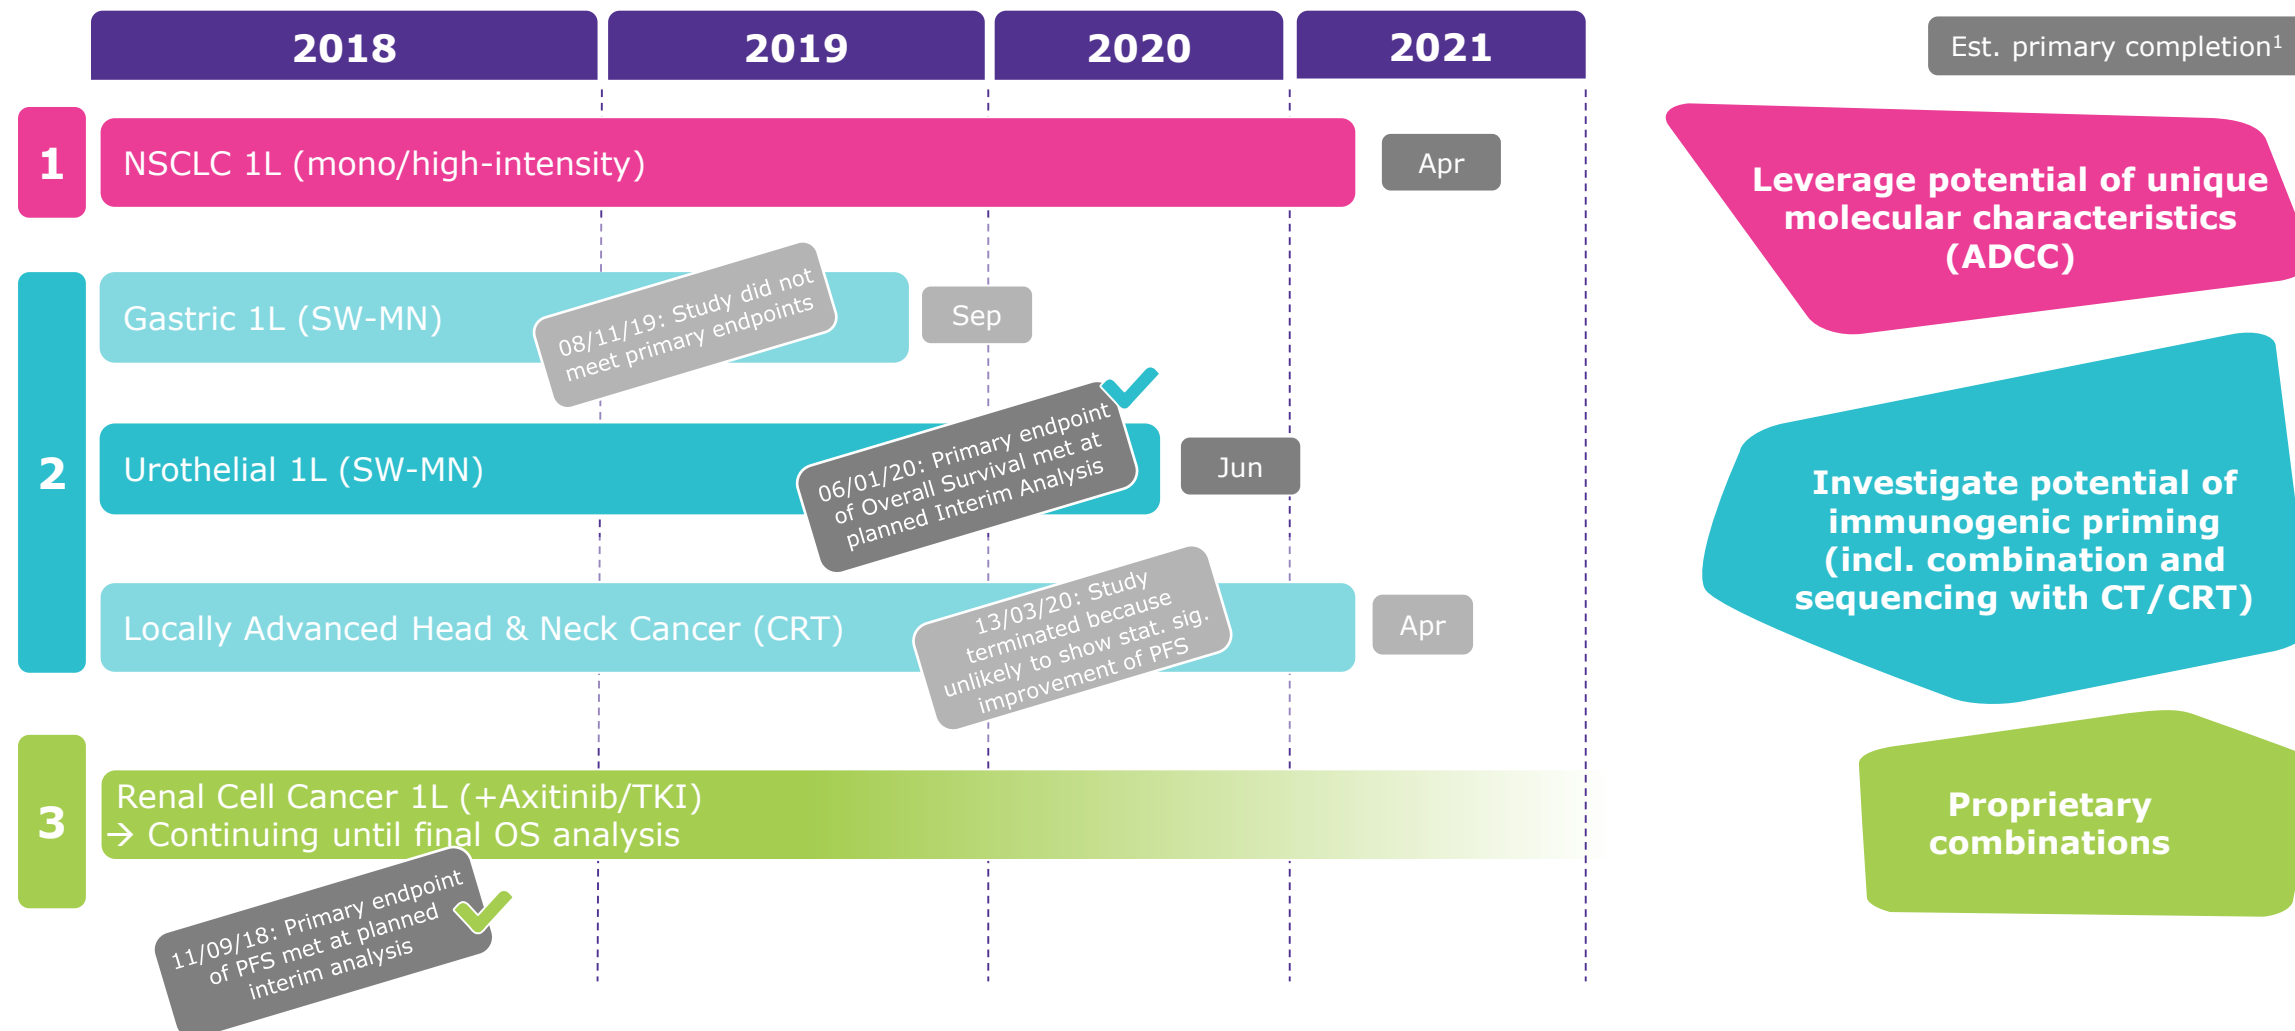 2018
2019
2020
2021
Est. primary completion1
1
NSCLC 1L (mono/high-intensity)
Apr
Leverage potential of unique
molecular characteristics
(ADCC)
2
Gastric 1L (SW-MN)
08/11/19: Study did not
meet primary endpoints
Sep
Urothelial 1L (SW-MN)
06/01/20: Primary endpoint
of Overall Survival met at
planned Interim Analysis
Jun
Locally Advanced Head & Neck Cancer (CRT)
13/03/20: Study
terminated because
unlikely to show stat. sig.
improvement of PFS
Apr
Investigate potential of
immunogenic priming
(incl. combination and
sequencing with CT/CRT)
3
Renal Cell Cancer 1L (+Axitinib/TKI)
→ Continuing until final OS analysis
11/09/18: Primary endpoint
of PFS met at planned
interim analysis
Proprietary
combinations